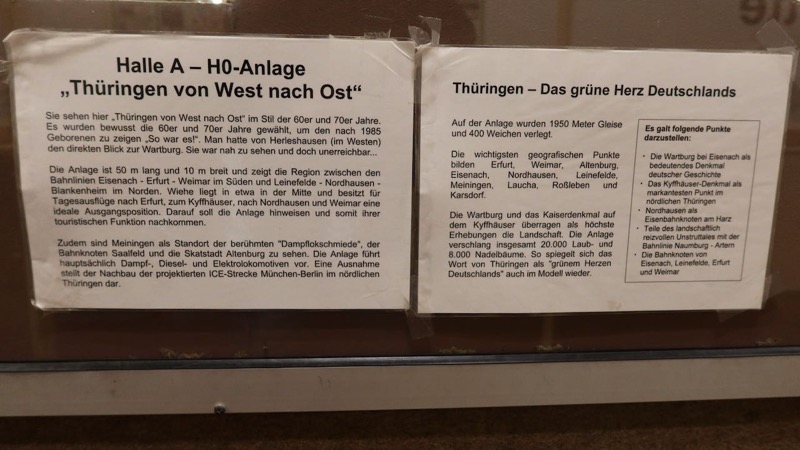 Halle A – H0-Anlage
„Thüringen von West nach Ost“
Sie sehen hier „Thüringen von West nach Ost“ im Stil der 60er und 70er Jahre.
Es wurden bewusst die 60er und 70er Jahre gewählt, um den nach 1985
Geborenen zu zeigen „So war es!“. Man hatte von Herleshausen (im Westen)
den direkten Blick zur Wartburg. Sie war nah zu sehen und doch unerreichbar...
Die Anlage ist 50 m lang und 10 m breit und zeigt die Region zwischen den
Bahnlinien Eisenach - Erfurt - Weimar im Süden und Leinefelde - Nordhausen -
Blankenheim im Norden. Wiehe liegt in etwa in der Mitte und besitzt für
Tagesausflüge nach Erfurt, zum Kyffhäuser, nach Nordhausen und Weimar eine
ideale Ausgangsposition. Darauf soll die Anlage hinweisen und somit ihrer
touristischen Funktion nachkommen.
Zudem sind Meiningen als Standort der berühmten "Dampflokschmiede", der
Bahnknoten Saalfeld und die Skatstadt Altenburg zu sehen. Die Anlage führt
hauptsächlich Dampf-, Diesel- und Elektrolokomotiven vor. Eine Ausnahme
stellt der Nachbau der projektierten ICE-Strecke München-Berlin im nördlichen
Thüringen dar.
Thüringen – Das grüne Herz Deutschlands
Auf der Anlage wurden 1950 Meter Gleise
und 400 Weichen verlegt.
Die wichtigsten geografischen Punkte
bilden Erfurt, Weimar, Altenburg,
Eisenach, Nordhausen, Leinefelde,
Meiningen, Laucha, Roßleben und
Karsdorf.
Die Wartburg und das Kaiserdenkmal auf
dem Kyffhäuser überragen als höchste
Erhebungen die Landschaft. Die Anlage
verschlang insgesamt 20.000 Laub- und
8.000 Nadelbäume. So spiegelt sich das
Wort von Thüringen als "grünem Herzen
Deutschlands" auch im Modell wieder.
Es galt folgende Punkte
darzustellen:
· Die Wartburg bei Eisenach als
bedeutendes Denkmal
deutscher Geschichte
· Das Kyffhäuser-Denkmal als
markantesten Punkt im
nördlichen Thüringen
· Nordhausen als
Eisenbahnknoten am Harz
· Teile des landschaftlich
reizvollen Unstruttales mit der
Bahnlinie Naumburg - Artern
· Die Bahnknoten von
Eisenach, Leinefelde, Erfurt
und Weimar